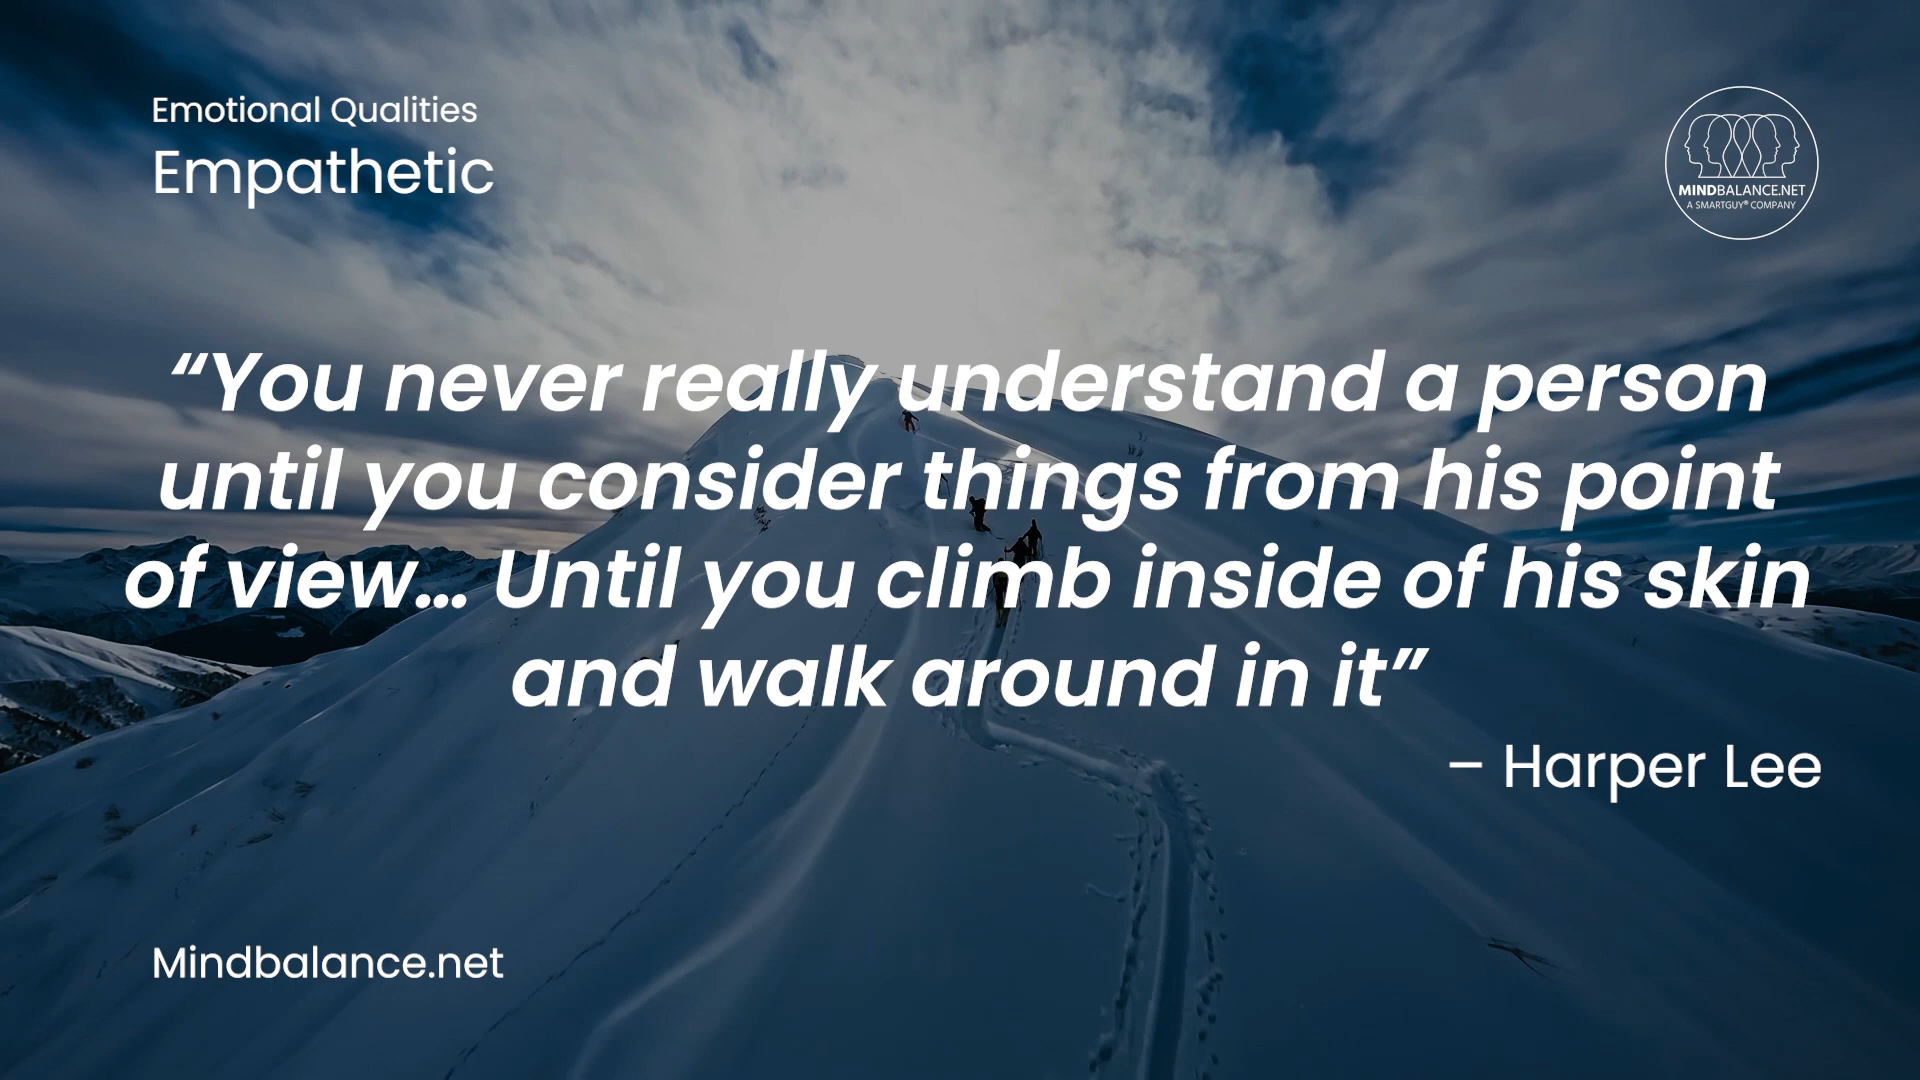 Emotional Qualities
Empathetic
MINDBALANCE.NET
A SMARTGUY® COMPANY
“You never really understand a person
until you consider things from his point
of view… Until you climb inside of his skin
and walk around in it”
– Harper Lee
Mindbalance.net